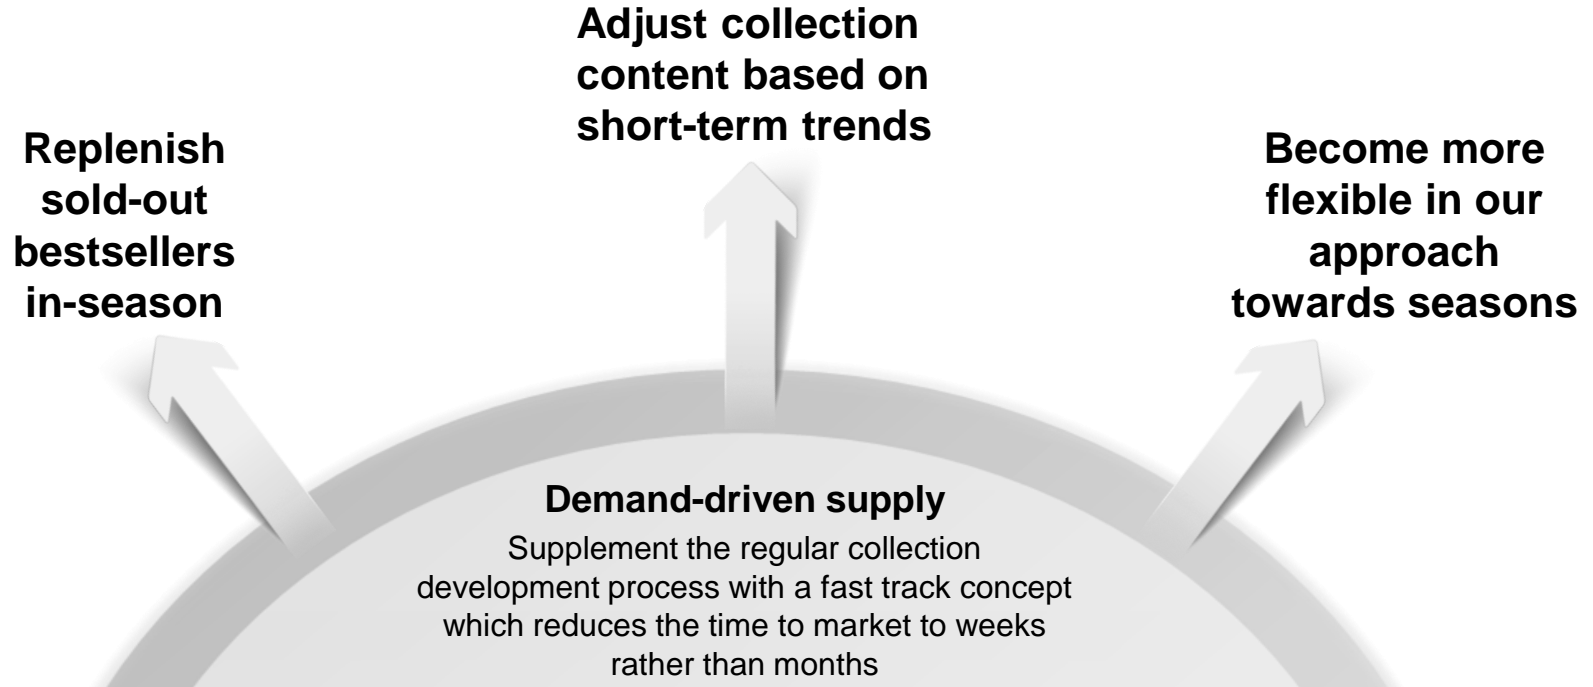 Adjust collection
content based on
short-term trends
Replenish
sold-out
bestsellers
in-season
Become more
flexible in our
approach
towards seasons
Demand-driven supply
Supplement the regular collection
development process with a fast track concept
which reduces the time to market to weeks
rather than months